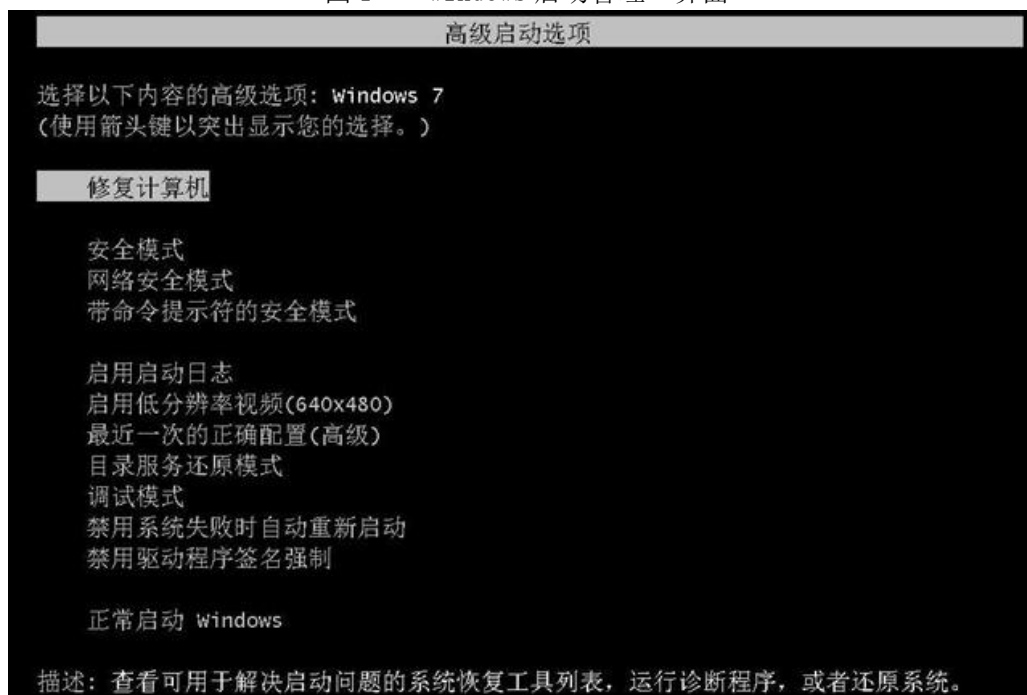 高级启动选项
选择以下内容的高级选项: Windows 7
(使用箭头键以突出显示您的选择。)
修复计算机
安全模式
网络安全模式
带命令提示符的安全模式
启用启动日志
启用低分辨率视频(640x480)
最近一次的正确配置(高级)
目录服务还原模式
调试模式
禁用系统失败时自动重新启动
禁用驱动程序签名强制
正常启动 Windows
描述: 查看可用于解决启动问题的系统恢复工具列表，运行诊断程序，或者还原系统。